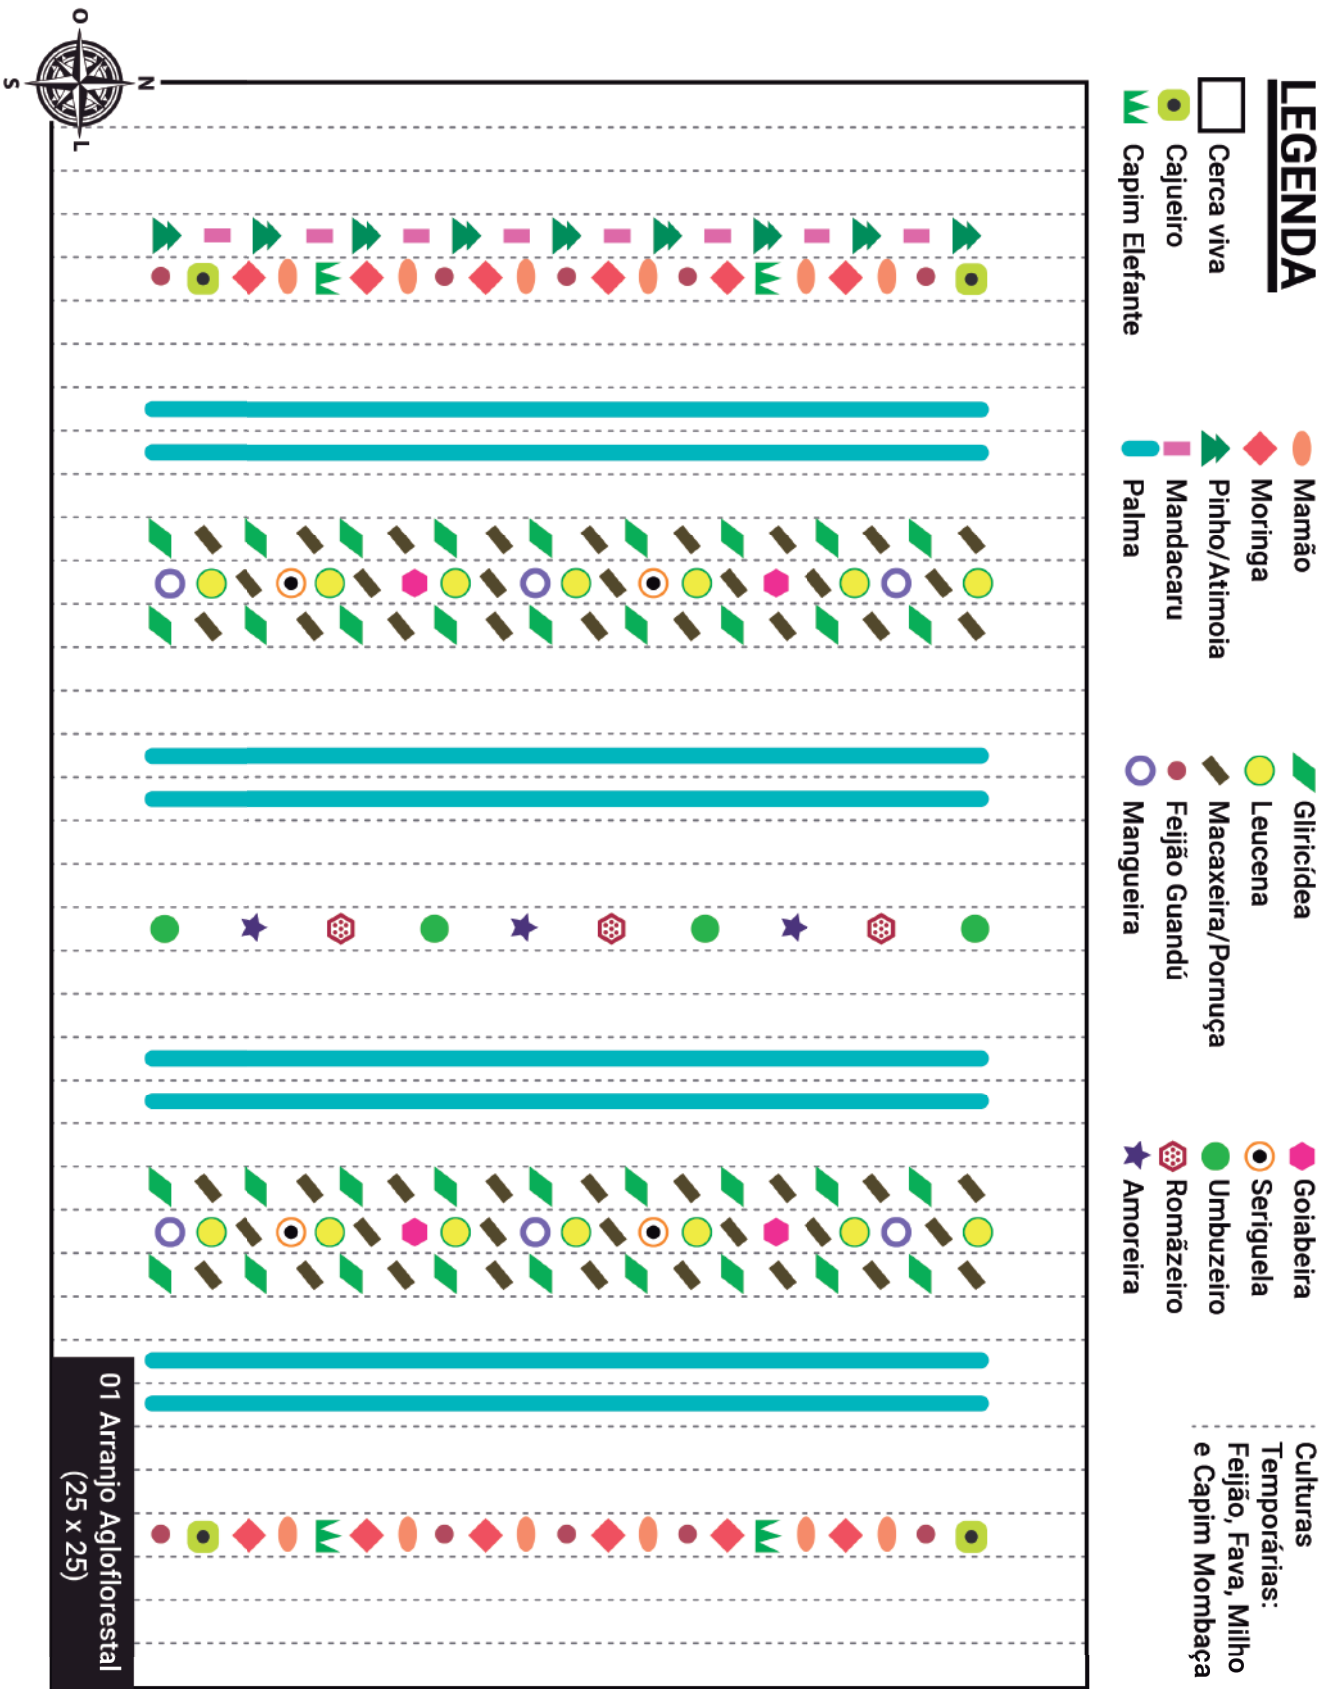 LEGENDA
Cerca viva
Cajueiro
Capim Elefante
Mamão
Moringa
Pinho/Atimoia
Mandacaru
Palma
Gliricídea
Leucena
Macaxeira/Pornuça
Feijão Guandú
Mangueira
Goiabeira
Seriguela
Umbuzeiro
Romãzeiro
Amoreira
Culturas
Temporárias:
Feijão, Fava, Milho
e Capim Mombaça
N
O
L
S
01 Arranjo Agloflorestal
(25 x 25)